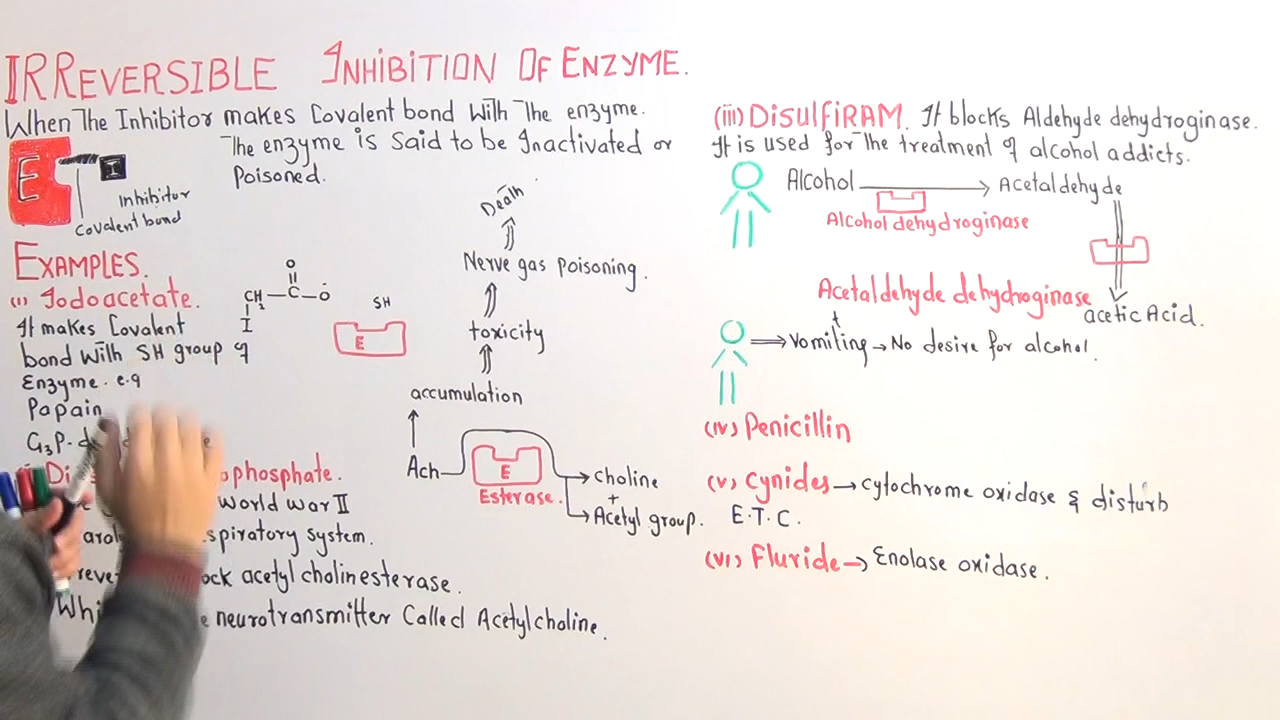 IRREVERSIBLE INHIBITION OF ENZYME.
When The Inhibitor makes Covalent bond With The enzyme.
The enzyme is said to be Inactivated or
Poisoned.
E
I
Inhibitor
Covalent bond
EXAMPLES.
(i) Iodoacetate.
It makes Covalent
bond with SH group of
Enzyme. e.g
Papain
G3P.
O
CH2 – C – O-
I
SH
E
phosphate.
World War II
respiratory system.
acetylcholinesterase.
neurotransmitter Called Acetylcholine.
Death
Nerve gas poisoning.
toxicity
accumulation
Ach
E
Esterase.
choline
+
Acetyl group.
(iii) DISULFIRAM. It blocks Aldehyde dehydroginase.
It is used for The treatment of alcohol addicts.
Alcohol
Acetaldehyde
Alcohol dehydroginase
Acetaldehyde dehydroginase
acetic Acid.
+
Vomiting → No desire for alcohol.
(iv) Penicillin
(v) Cynides → cytochrome oxidase & disturb
E.T.C.
(vi) Fluride → Enolase oxidase.